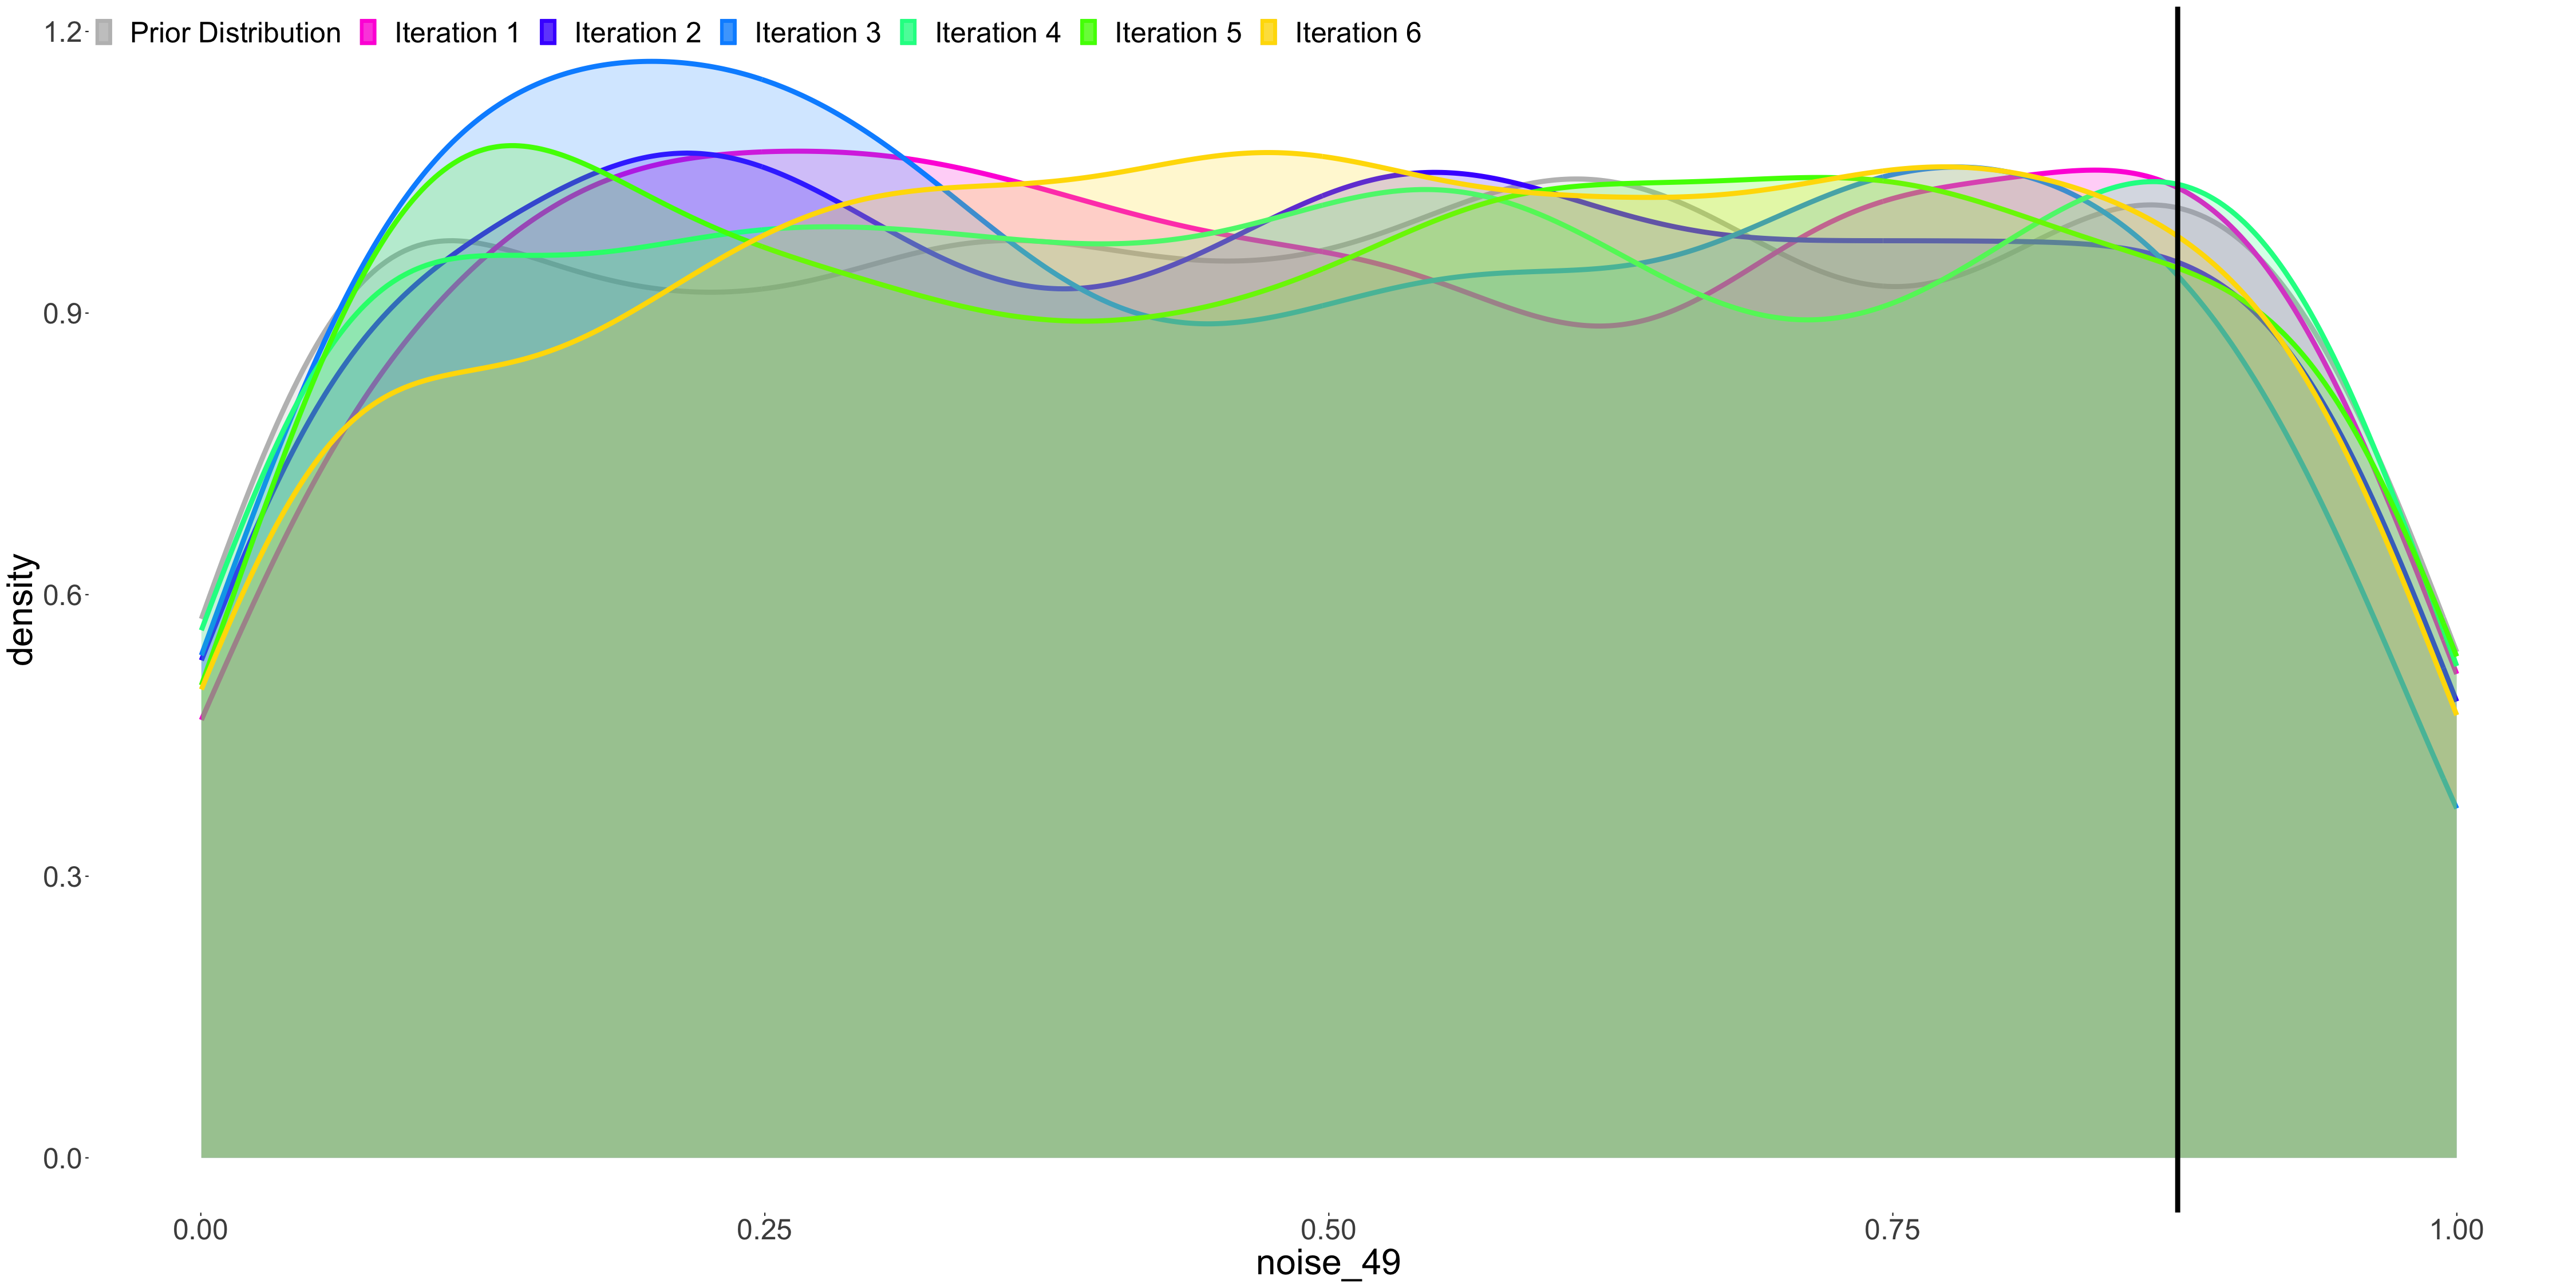 Prior Distribution Iteration 1 Iteration 2 Iteration 3 Iteration 4 Iteration 5 Iteration 6
1.2
0.9
0.6
0.3
0.0
density
0.00 0.25 0.50 0.75 1.00
noise_49